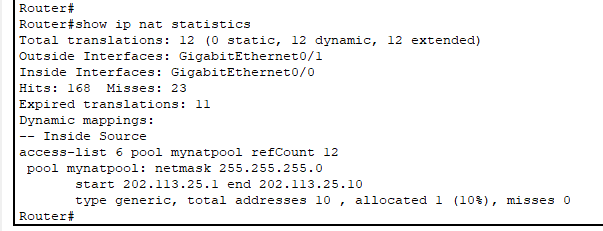 Router#
Router#show ip nat statistics
Total translations: 12 (0 static, 12 dynamic, 12 extended)
Outside Interfaces: GigabitEthernet0/1
Inside Interfaces: GigabitEthernet0/0
Hits: 168  Misses: 23
Expired translations: 11
Dynamic mappings:
-- Inside Source
access-list 6 pool mynatpool refCount 12
 pool mynatpool: netmask 255.255.255.0
       start 202.113.25.1 end 202.113.25.10
       type generic, total addresses 10 , allocated 1 (10%), misses 0
Router#